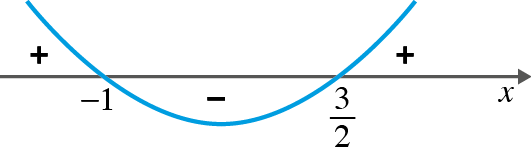 + +
−1 − 3/2 x